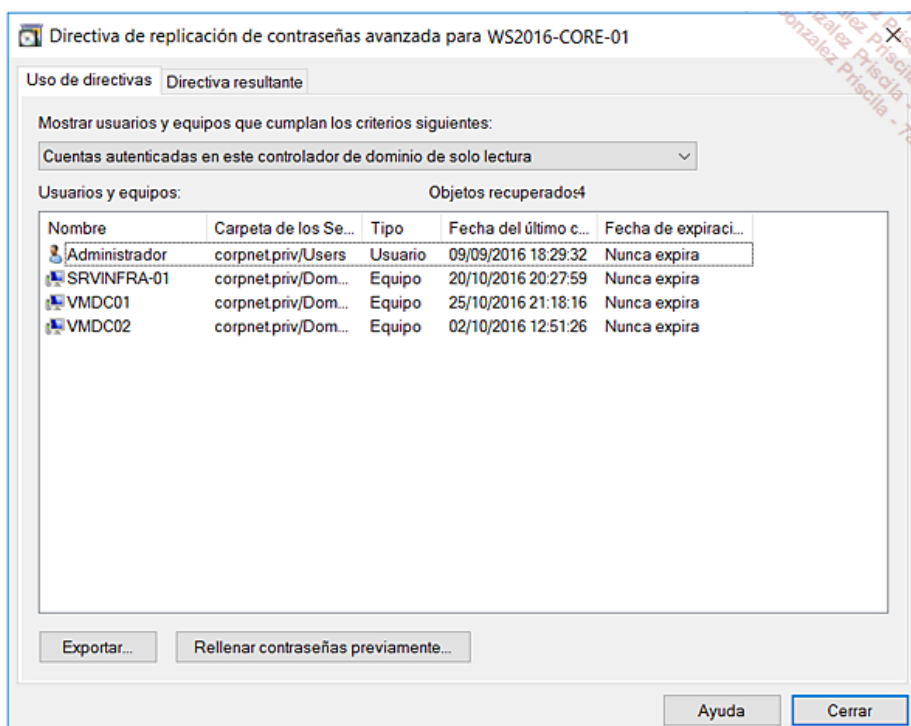 Directiva de replicación de contraseñas avanzada para WS2016-CORE-01
Uso de directivas Directiva resultante
Mostrar usuarios y equipos que cumplan los criterios siguientes:
Cuentas autenticadas en este controlador de dominio de solo lectura
Usuarios y equipos: Objetos recuperados:4
Nombre Carpeta de los Se... Tipo Fecha del último c... Fecha de expiraci...
Administrador corpnet.priv/Users Usuario 09/09/2016 18:29:32 Nunca expira
SRVINFRA-01 corpnet.priv/Dom... Equipo 20/10/2016 20:27:59 Nunca expira
VMDC01 corpnet.priv/Dom... Equipo 25/10/2016 21:18:16 Nunca expira
VMDC02 corpnet.priv/Dom... Equipo 02/10/2016 12:51:26 Nunca expira
Exportar... Rellenar contraseñas previamente...
Ayuda Cerrar